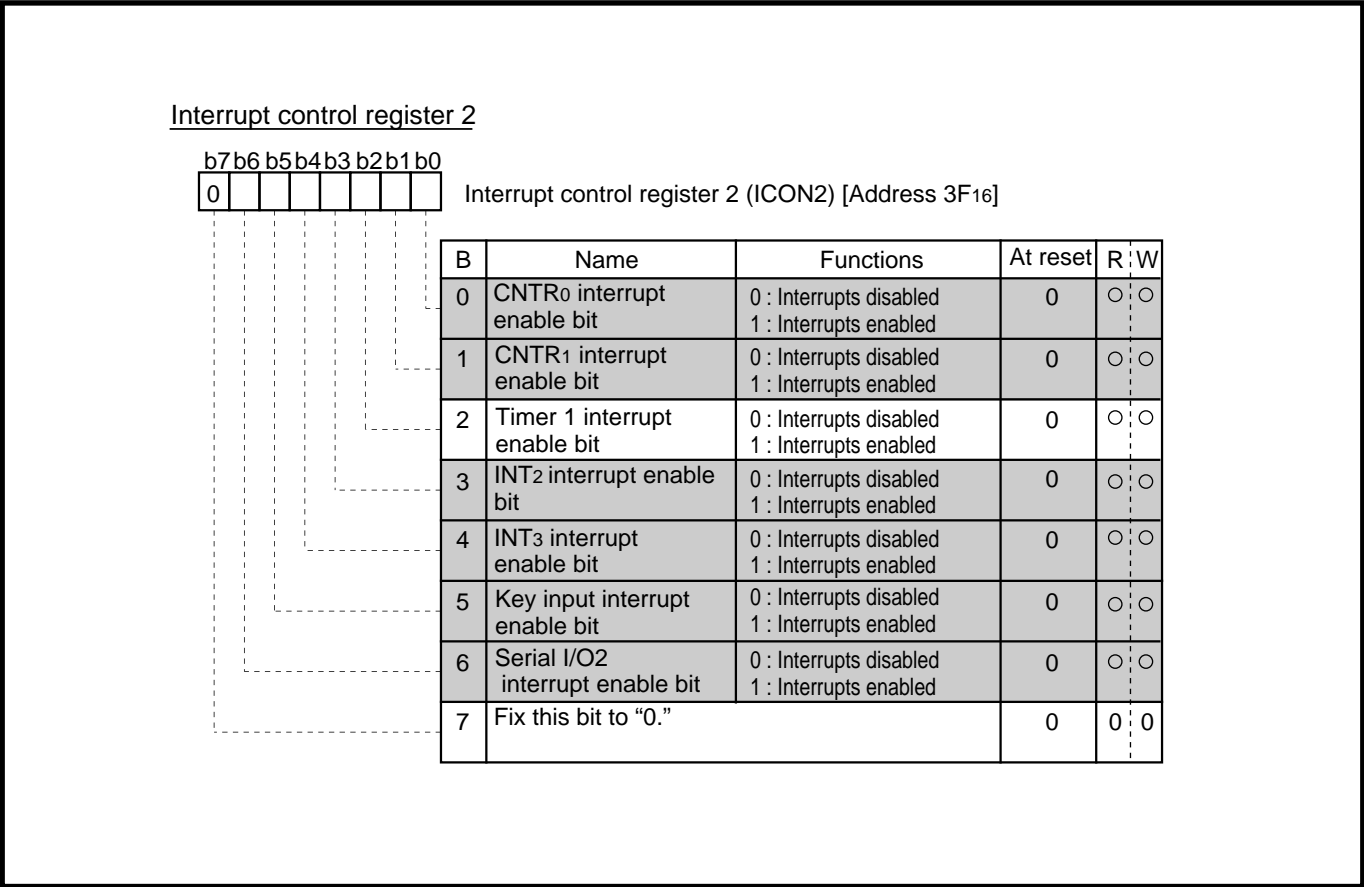 Interrupt control register 2
b7 b6 b5 b4 b3 b2 b1 b0
0
Interrupt control register 2 (ICON2) [Address 3F16]
B Name Functions At reset R W
0 CNTR0 interrupt enable bit 0 : Interrupts disabled 0 ○ ○
1 : Interrupts enabled
1 CNTR1 interrupt enable bit 0 : Interrupts disabled 0 ○ ○
1 : Interrupts enabled
2 Timer 1 interrupt enable bit 0 : Interrupts disabled 0 ○ ○
1 : Interrupts enabled
3 INT2 interrupt enable bit 0 : Interrupts disabled 0 ○ ○
1 : Interrupts enabled
4 INT3 interrupt enable bit 0 : Interrupts disabled 0 ○ ○
1 : Interrupts enabled
5 Key input interrupt enable bit 0 : Interrupts disabled 0 ○ ○
1 : Interrupts enabled
6 Serial I/O2 interrupt enable bit 0 : Interrupts disabled 0 ○ ○
1 : Interrupts enabled
7 Fix this bit to “0.” 0 0 0